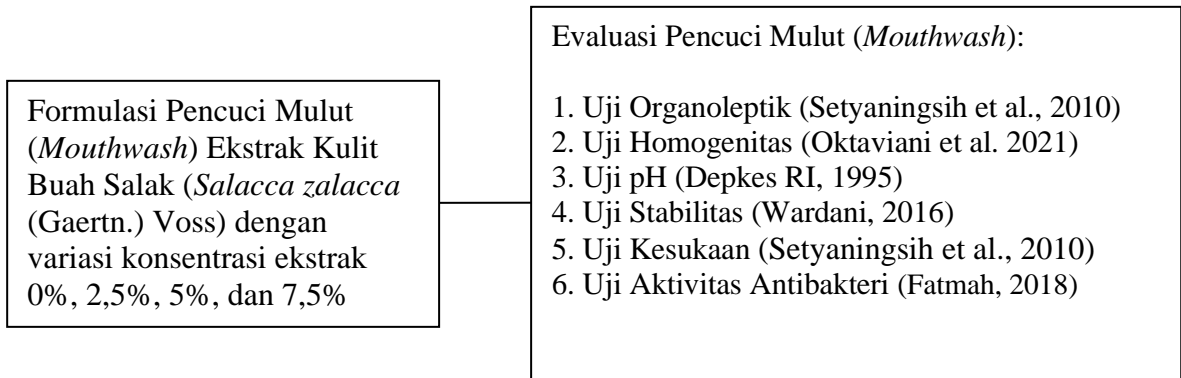 Formulasi Pencuci Mulut
(Mouthwash) Ekstrak Kulit
Buah Salak (Salacca zalacca
(Gaertn.) Voss) dengan
variasi konsentrasi ekstrak
0%, 2,5%, 5%, dan 7,5%
Evaluasi Pencuci Mulut (Mouthwash):
1. Uji Organoleptik (Setyaningsih et al., 2010)
2. Uji Homogenitas (Oktaviani et al. 2021)
3. Uji pH (Depkes RI, 1995)
4. Uji Stabilitas (Wardani, 2016)
5. Uji Kesukaan (Setyaningsih et al., 2010)
6. Uji Aktivitas Antibakteri (Fatmah, 2018)